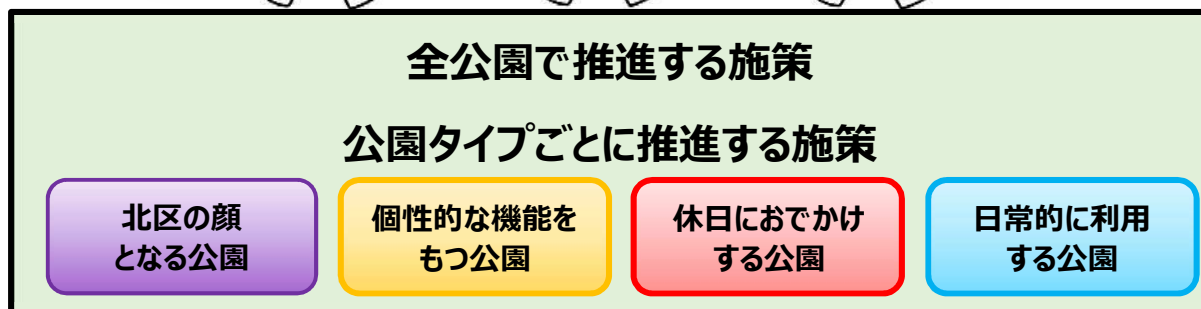 全公園で推進する施策
公園タイプごとに推進する施策
北区の顔
となる公園
個性的な機能を
もつ公園
休日におでかけ
する公園
日常的に利用
する公園